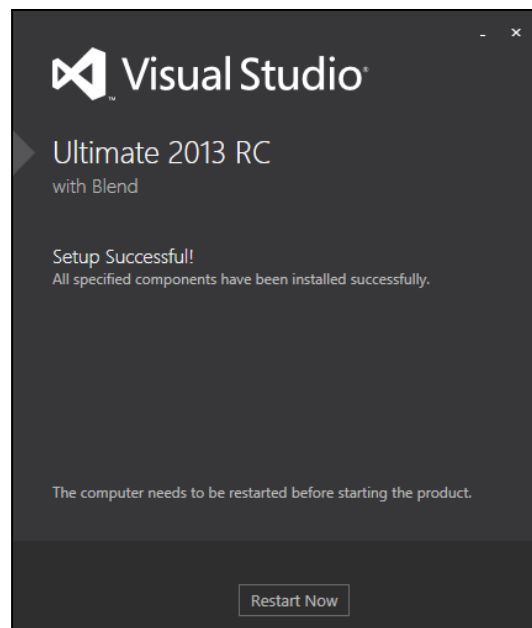 Visual Studio®
™
Ultimate 2013 RC
with Blend
Setup Successful!
All specified components have been installed successfully.
The computer needs to be restarted before starting the product.
Restart Now